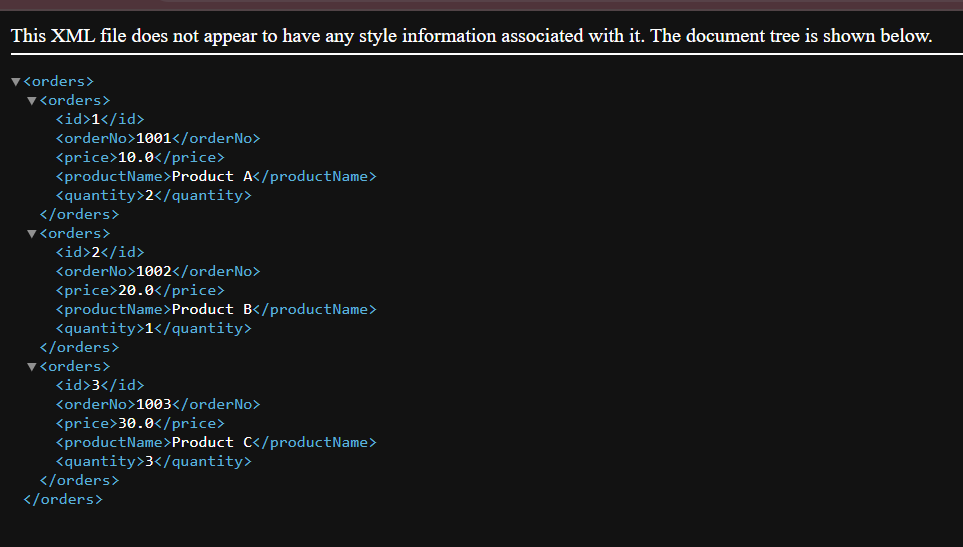 This XML file does not appear to have any style information associated with it. The document tree is shown below.
▼<orders>
▼<orders>
<id>1</id>
<orderNo>1001</orderNo>
<price>10.0</price>
<productName>Product A</productName>
<quantity>2</quantity>
</orders>
▼<orders>
<id>2</id>
<orderNo>1002</orderNo>
<price>20.0</price>
<productName>Product B</productName>
<quantity>1</quantity>
</orders>
▼<orders>
<id>3</id>
<orderNo>1003</orderNo>
<price>30.0</price>
<productName>Product C</productName>
<quantity>3</quantity>
</orders>
</orders>